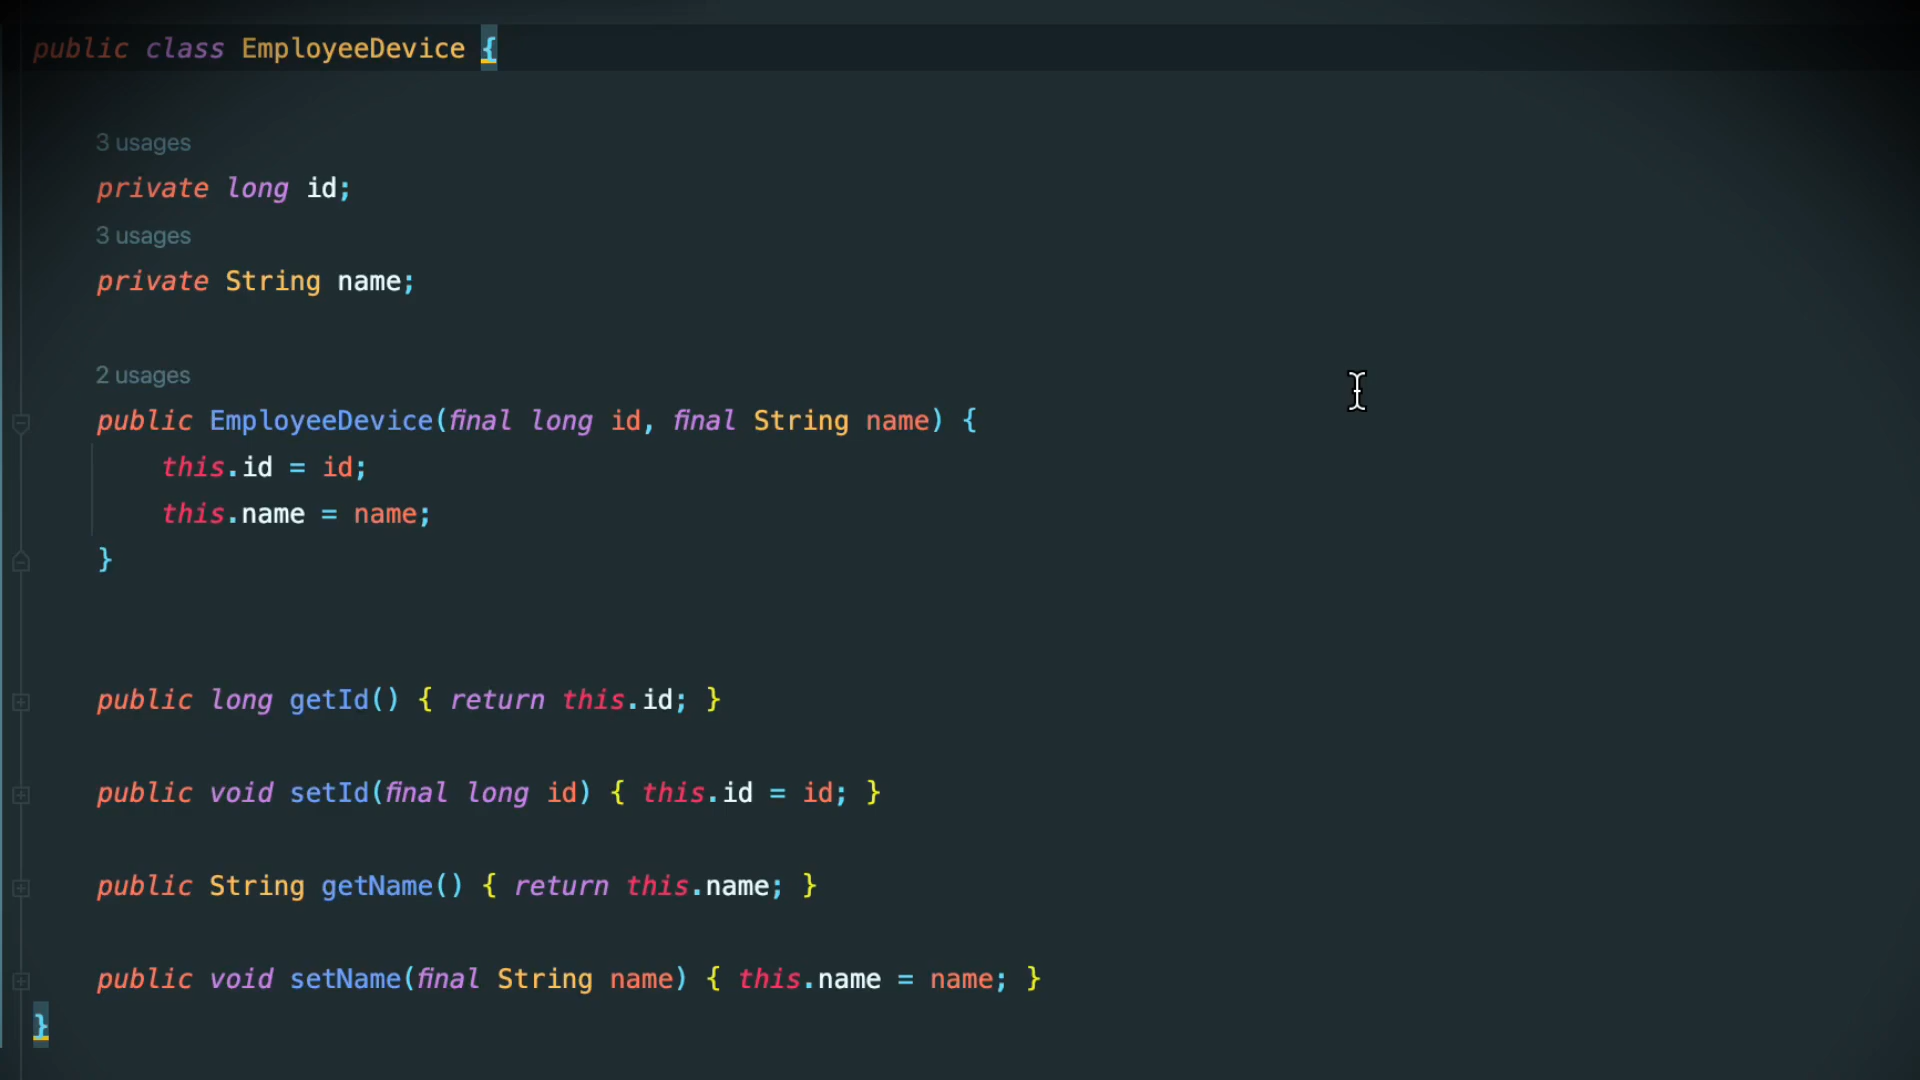 public class EmployeeDevice {
3 usages
private long id;
3 usages
private String name;
2 usages
public EmployeeDevice(final long id, final String name) {
this.id = id;
this.name = name;
}
public long getId() { return this.id; }
public void setId(final long id) { this.id = id; }
public String getName() { return this.name; }
public void setName(final String name) { this.name = name; }
}